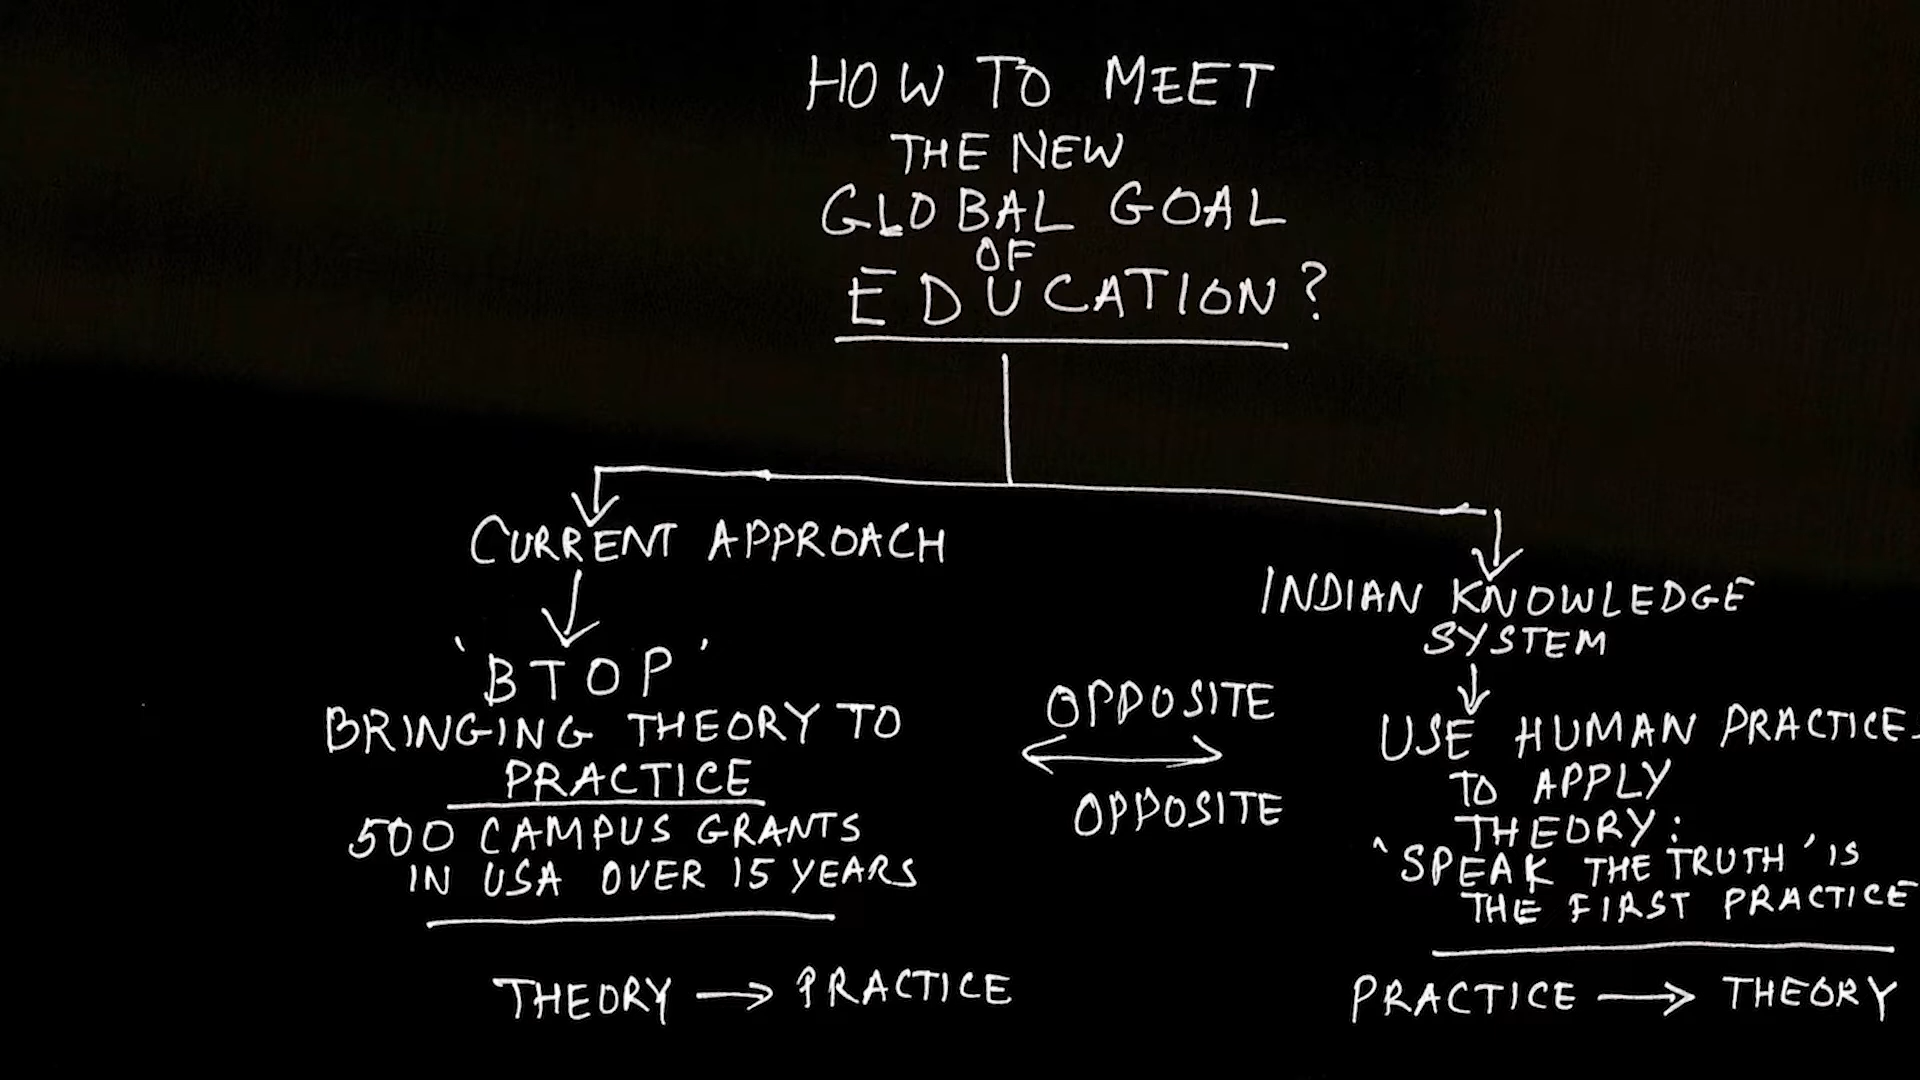 HOW TO MEET
THE NEW
GLOBAL GOAL
OF
EDUCATION?
CURRENT APPROACH
'BTOP'
BRINGING THEORY TO
PRACTICE
500 CAMPUS GRANTS
IN USA OVER 15 YEARS
THEORY → PRACTICE
OPPOSITE
OPPOSITE
INDIAN KNOWLEDGE
SYSTEM
USE HUMAN PRACTICES
TO APPLY
THEORY:
'SPEAK THE TRUTH' IS
THE FIRST PRACTICE
PRACTICE → THEORY